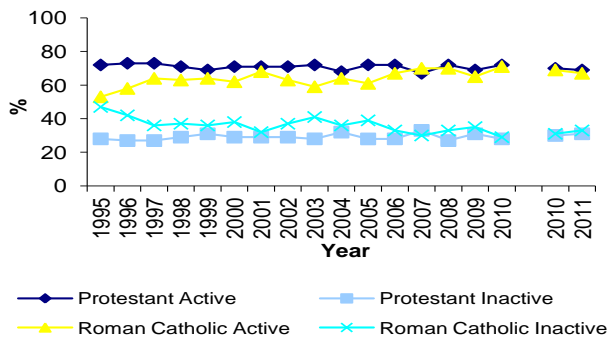 100
80
60
40
20
0
%
1995 1996 1997 1998 1999 2000 2001 2002 2003 2004 2005 2006 2007 2008 2009 2010 2010 2011
Year
Protestant Active Protestant Inactive
Roman Catholic Active Roman Catholic Inactive